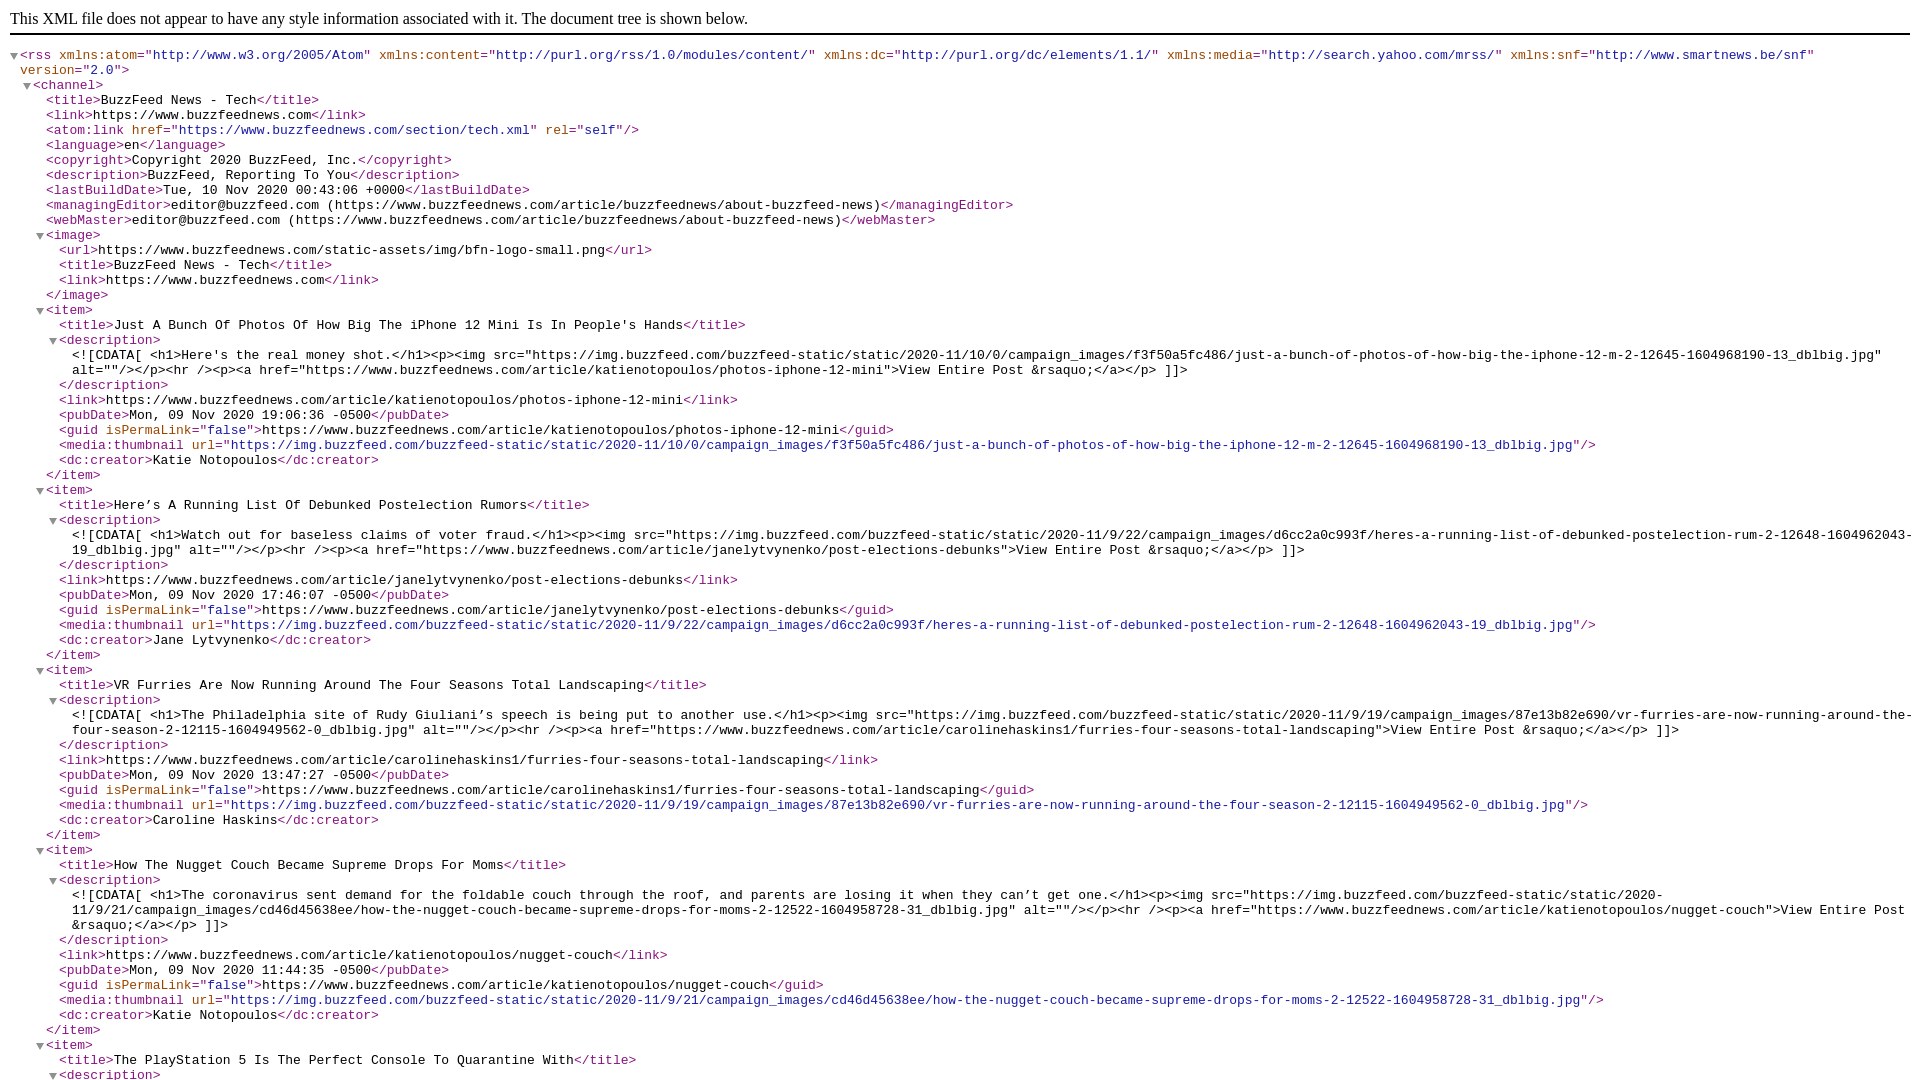 This XML file does not appear to have any style information associated with it. The document tree is shown below.
<rss xmlns:atom="http://www.w3.org/2005/Atom" xmlns:content="http://purl.org/rss/1.0/modules/content/" xmlns:dc="http://purl.org/dc/elements/1.1/" xmlns:media="http://search.yahoo.com/mrss/" xmlns:snf="http://www.smartnews.be/snf"
version="2.0">
<channel>
<title>BuzzFeed News - Tech</title>
<link>https://www.buzzfeednews.com</link>
<atom:link href="https://www.buzzfeednews.com/section/tech.xml" rel="self"/>
<language>en</language>
<copyright>Copyright 2020 BuzzFeed, Inc.</copyright>
<description>BuzzFeed, Reporting To You</description>
<lastBuildDate>Tue, 10 Nov 2020 00:43:06 +0000</lastBuildDate>
<managingEditor>editor@buzzfeed.com (https://www.buzzfeednews.com/article/buzzfeednews/about-buzzfeed-news)</managingEditor>
<webMaster>editor@buzzfeed.com (https://www.buzzfeednews.com/article/buzzfeednews/about-buzzfeed-news)</webMaster>
<image>
<url>https://www.buzzfeednews.com/static-assets/img/bfn-logo-small.png</url>
<title>BuzzFeed News - Tech</title>
<link>https://www.buzzfeednews.com</link>
</image>
<item>
<title>Just A Bunch Of Photos Of How Big The iPhone 12 Mini Is In People's Hands</title>
<description>
<![CDATA[ <h1>Here's the real money shot.</h1><p><img src="https://img.buzzfeed.com/buzzfeed-static/static/2020-11/10/0/campaign_images/f3f50a5fc486/just-a-bunch-of-photos-of-how-big-the-iphone-12-m-2-12645-1604968190-13_dblbig.jpg"
alt=""/></p><hr /><p><a href="https://www.buzzfeednews.com/article/katienotopoulos/photos-iphone-12-mini">View Entire Post &rsaquo;</a></p> ]]>
</description>
<link>https://www.buzzfeednews.com/article/katienotopoulos/photos-iphone-12-mini</link>
<pubDate>Mon, 09 Nov 2020 19:06:36 -0500</pubDate>
<guid isPermaLink="false">https://www.buzzfeednews.com/article/katienotopoulos/photos-iphone-12-mini</guid>
<media:thumbnail url="https://img.buzzfeed.com/buzzfeed-static/static/2020-11/10/0/campaign_images/f3f50a5fc486/just-a-bunch-of-photos-of-how-big-the-iphone-12-m-2-12645-1604968190-13_dblbig.jpg"/>
<dc:creator>Katie Notopoulos</dc:creator>
</item>
<item>
<title>Here’s A Running List Of Debunked Postelection Rumors</title>
<description>
<![CDATA[ <h1>Watch out for baseless claims of voter fraud.</h1><p><img src="https://img.buzzfeed.com/buzzfeed-static/static/2020-11/9/22/campaign_images/d6cc2a0c993f/heres-a-running-list-of-debunked-postelection-rum-2-12648-1604962043-
19_dblbig.jpg" alt=""/></p><hr /><p><a href="https://www.buzzfeednews.com/article/janelytvynenko/post-elections-debunks">View Entire Post &rsaquo;</a></p> ]]>
</description>
<link>https://www.buzzfeednews.com/article/janelytvynenko/post-elections-debunks</link>
<pubDate>Mon, 09 Nov 2020 17:46:07 -0500</pubDate>
<guid isPermaLink="false">https://www.buzzfeednews.com/article/janelytvynenko/post-elections-debunks</guid>
<media:thumbnail url="https://img.buzzfeed.com/buzzfeed-static/static/2020-11/9/22/campaign_images/d6cc2a0c993f/heres-a-running-list-of-debunked-postelection-rum-2-12648-1604962043-19_dblbig.jpg"/>
<dc:creator>Jane Lytvynenko</dc:creator>
</item>
<item>
<title>VR Furries Are Now Running Around The Four Seasons Total Landscaping</title>
<description>
<![CDATA[ <h1>The Philadelphia site of Rudy Giuliani’s speech is being put to another use.</h1><p><img src="https://img.buzzfeed.com/buzzfeed-static/static/2020-11/9/19/campaign_images/87e13b82e690/vr-furries-are-now-running-around-the-
four-season-2-12115-1604949562-0_dblbig.jpg" alt=""/></p><hr /><p><a href="https://www.buzzfeednews.com/article/carolinehaskins1/furries-four-seasons-total-landscaping">View Entire Post &rsaquo;</a></p> ]]>
</description>
<link>https://www.buzzfeednews.com/article/carolinehaskins1/furries-four-seasons-total-landscaping</link>
<pubDate>Mon, 09 Nov 2020 13:47:27 -0500</pubDate>
<guid isPermaLink="false">https://www.buzzfeednews.com/article/carolinehaskins1/furries-four-seasons-total-landscaping</guid>
<media:thumbnail url="https://img.buzzfeed.com/buzzfeed-static/static/2020-11/9/19/campaign_images/87e13b82e690/vr-furries-are-now-running-around-the-four-season-2-12115-1604949562-0_dblbig.jpg"/>
<dc:creator>Caroline Haskins</dc:creator>
</item>
<item>
<title>How The Nugget Couch Became Supreme Drops For Moms</title>
<description>
<![CDATA[ <h1>The coronavirus sent demand for the foldable couch through the roof, and parents are losing it when they can’t get one.</h1><p><img src="https://img.buzzfeed.com/buzzfeed-static/static/2020-
11/9/21/campaign_images/cd46d45638ee/how-the-nugget-couch-became-supreme-drops-for-moms-2-12522-1604958728-31_dblbig.jpg" alt=""/></p><hr /><p><a href="https://www.buzzfeednews.com/article/katienotopoulos/nugget-couch">View Entire Post
&rsaquo;</a></p> ]]>
</description>
<link>https://www.buzzfeednews.com/article/katienotopoulos/nugget-couch</link>
<pubDate>Mon, 09 Nov 2020 11:44:35 -0500</pubDate>
<guid isPermaLink="false">https://www.buzzfeednews.com/article/katienotopoulos/nugget-couch</guid>
<media:thumbnail url="https://img.buzzfeed.com/buzzfeed-static/static/2020-11/9/21/campaign_images/cd46d45638ee/how-the-nugget-couch-became-supreme-drops-for-moms-2-12522-1604958728-31_dblbig.jpg"/>
<dc:creator>Katie Notopoulos</dc:creator>
</item>
<item>
<title>The PlayStation 5 Is The Perfect Console To Quarantine With</title>
<description>